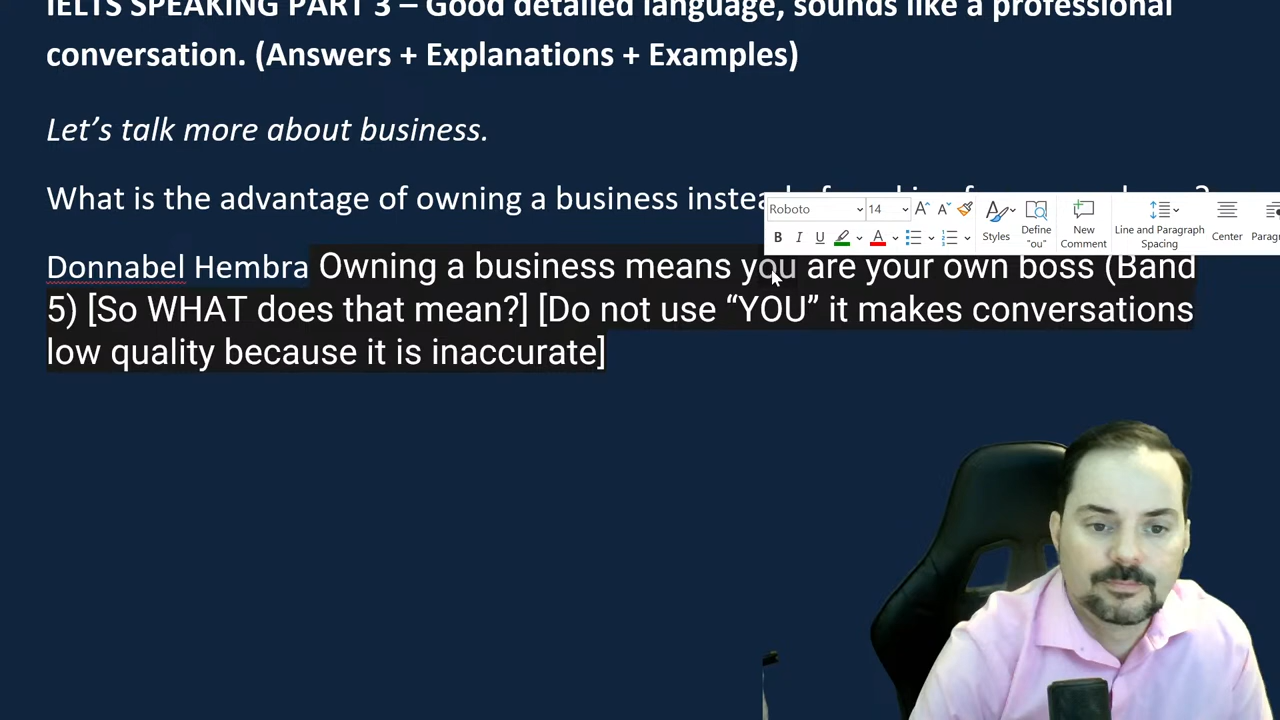 IELTS SPEAKING PART 3 – Good detailed language, sounds like a professional
conversation. (Answers + Explanations + Examples)
Let's talk more about business.
What is the advantage of owning a business instead
Roboto
14
Styles
Define
"ou"
New
Comment
Line and Paragraph
Spacing
Center
B I U
Donnabel Hembra Owning a business means you are your own boss (Band
5) [So WHAT does that mean?] [Do not use “YOU” it makes conversations
low quality because it is inaccurate]